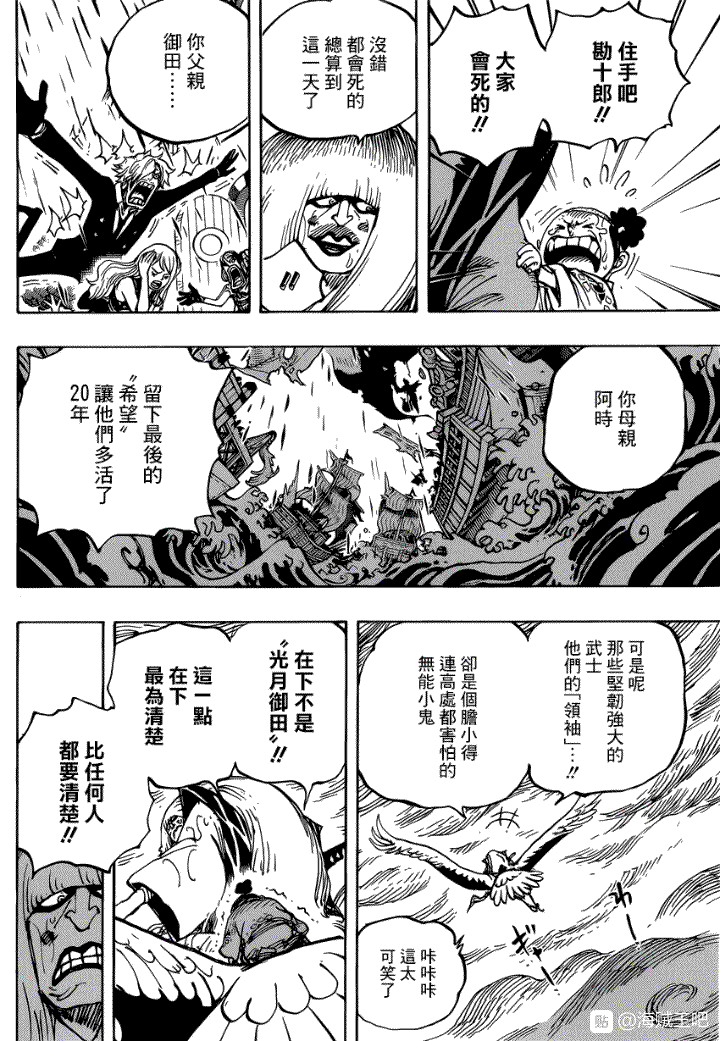 住手吧
勘十郎!!
大家
會死的!!
沒錯
都會死的
總算到
這一天了
!!
你父親
御田……
你母親
阿時
留下最後的
〝希望〞
讓他們多活了
20年
可是呢
那些堅韌強大的
武士
他們的「領袖」…!!
卻是個膽小得
連高處都害怕的
無能小鬼
咔咔咔
這太
可笑了
在下不是
〝光月御田〞!!
這一點
在下
最為清楚
比任何人
都要清楚!!
貼 @海贼王吧